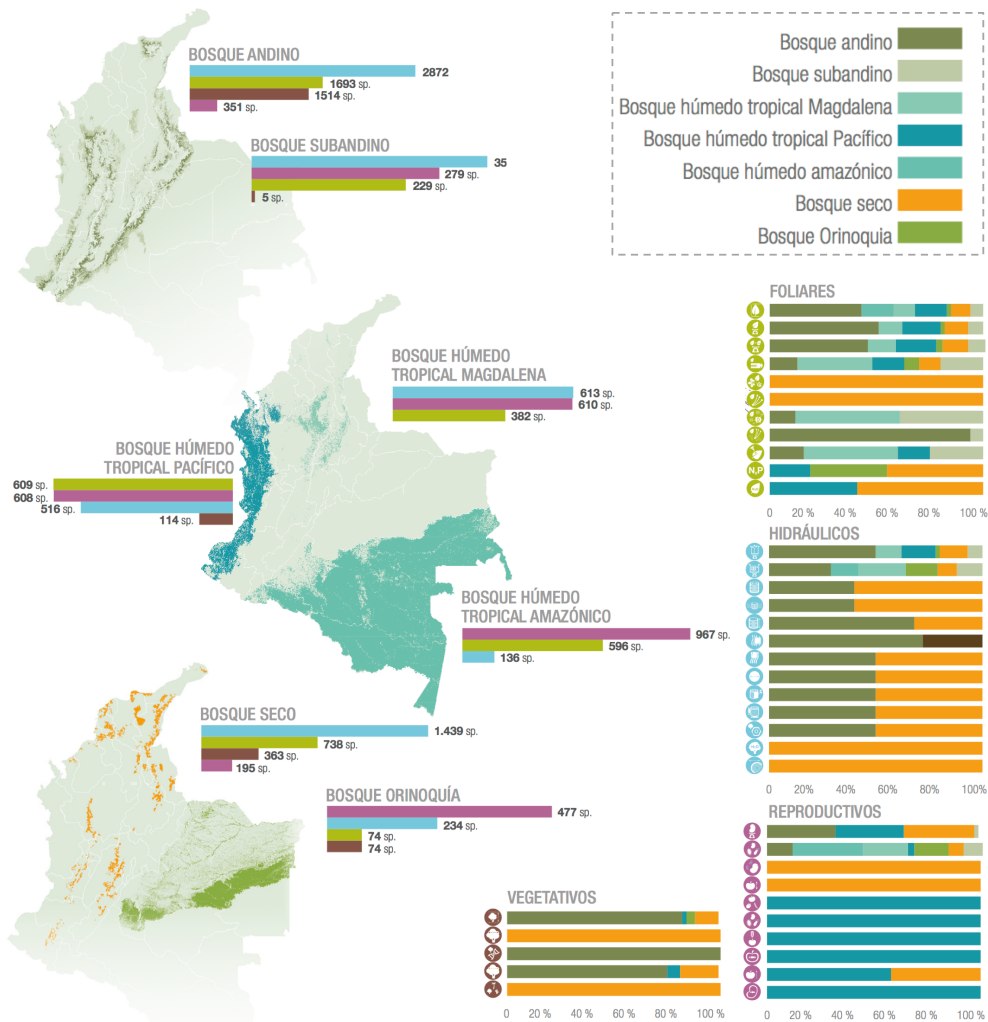 BOSQUE ANDINO
2872
1693 sp.
1514 sp.
351 sp.
BOSQUE SUBANDINO
35
279 sp.
229 sp.
5 sp.
Bosque andino
Bosque subandino
Bosque húmedo tropical Magdalena
Bosque húmedo tropical Pacífico
Bosque húmedo amazónico
Bosque seco
Bosque Orinoquia
BOSQUE HÚMEDO
TROPICAL MAGDALENA
613 sp.
610 sp.
382 sp.
BOSQUE HÚMEDO
TROPICAL PACÍFICO
609 sp.
608 sp.
516 sp.
114 sp.
BOSQUE HÚMEDO
TROPICAL AMAZÓNICO
967 sp.
596 sp.
136 sp.
BOSQUE SECO
1.439 sp.
738 sp.
363 sp.
195 sp.
BOSQUE ORINOQUÍA
477 sp.
234 sp.
74 sp.
74 sp.
FOLIARES
N,P
0 20 % 40 % 60 % 80 % 100 %
HIDRÁULICOS
0 20% 40% 60% 80% 100%
REPRODUCTIVOS
0 20 % 40 % 60 % 80 % 100 %
VEGETATIVOS
0 20 % 40 % 60 % 80 % 100 %